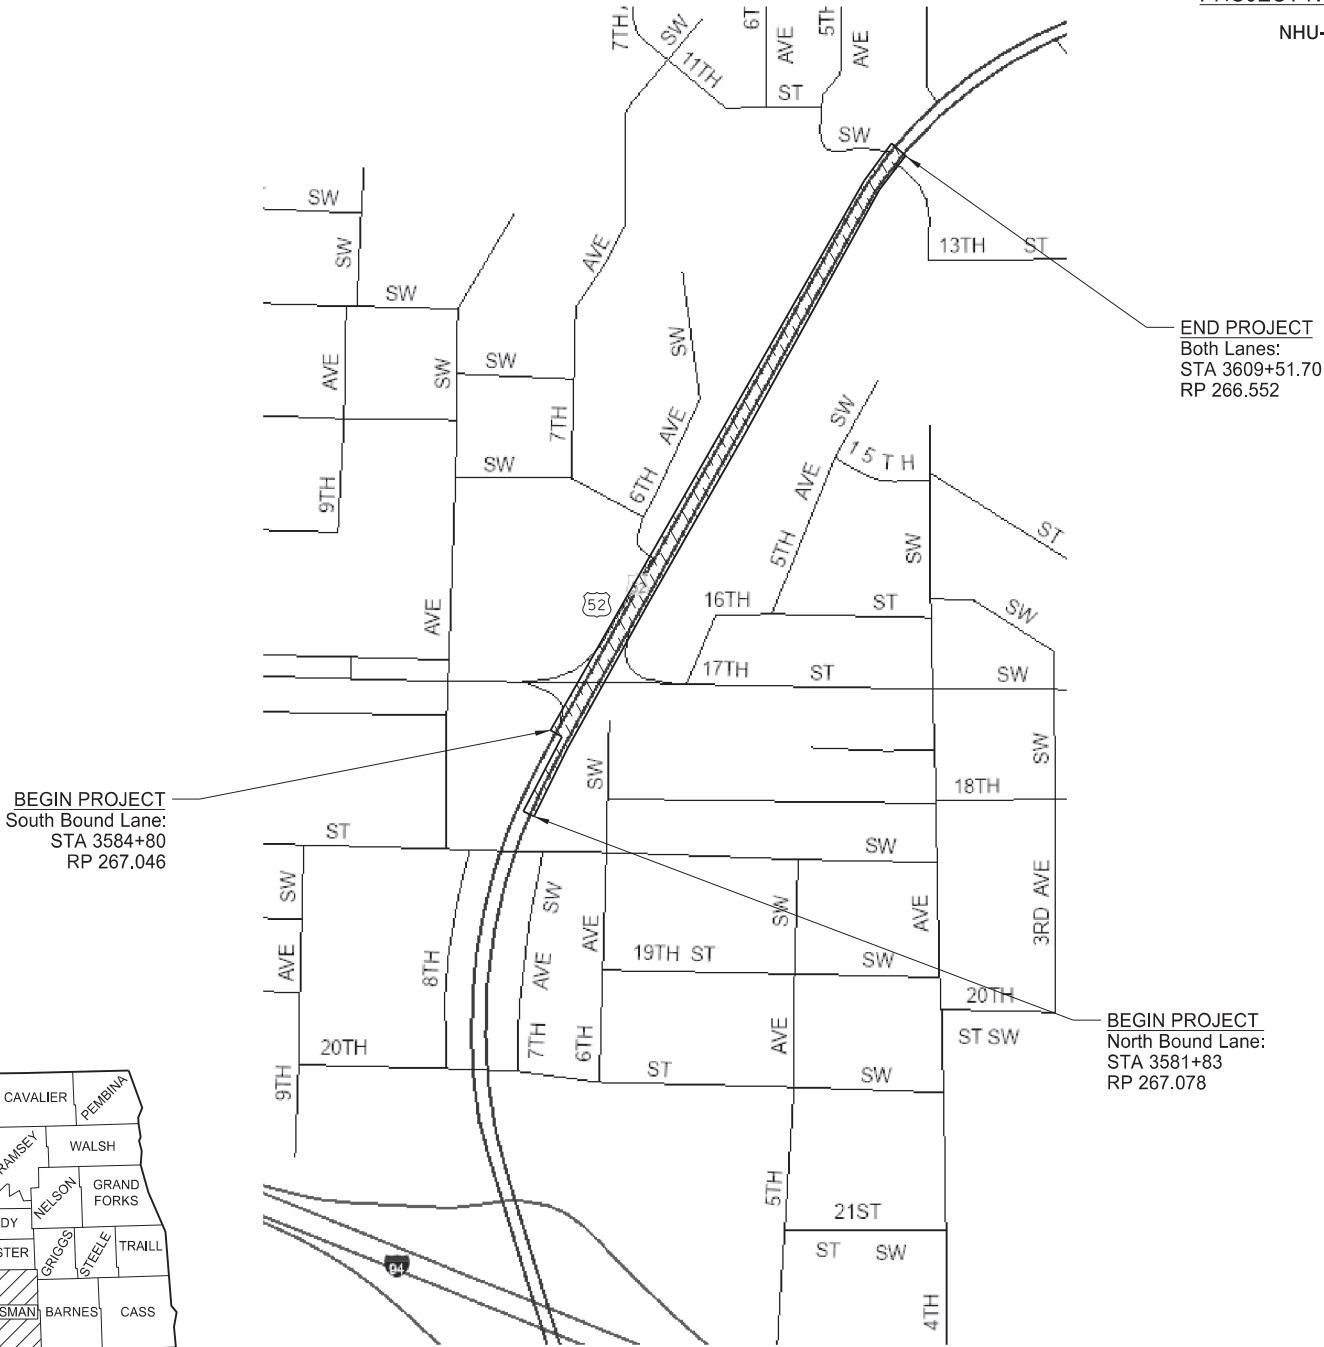 NHU-
7TH
SW
11TH
6T
AVE
ST
5TH
AVE
SW
SW
SW
SW
AVE
13TH ST
END PROJECT
Both Lanes:
STA 3609+51.70
RP 266.552
AVE
SW
SW
7TH
SW
9TH
SW
AVE
6TH
SW
AVE
5TH
15TH
SW
ST
AVE
52
16TH ST
SW
17TH ST SW
BEGIN PROJECT
South Bound Lane:
STA 3584+80
RP 267.046
SW
18TH
SW
ST
SW
SW
AVE
9TH
8TH
SW
AVE
7TH
AVE
6TH
19TH ST SW
SW
AVE
AVE
3RD AVE
20TH
ST SW
20TH ST SW
BEGIN PROJECT
North Bound Lane:
STA 3581+83
RP 267.078
5TH
21ST
ST SW
4TH
94
CAVALIER
PEMBINA
RAMSEY
WALSH
NELSON
GRAND
FORKS
DY
STER
GRIGGS
STEELE
TRAILL
SMAN
BARNES
CASS